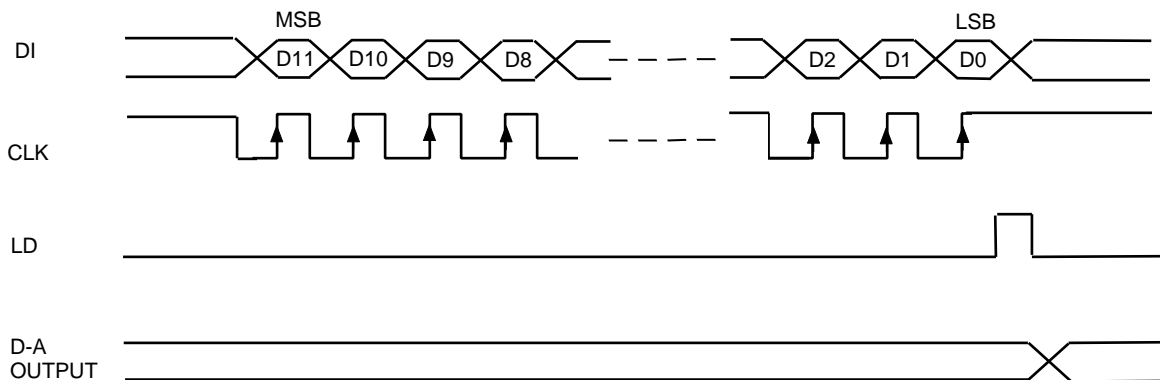 MSB
LSB
DI
D11 D10 D9 D8 D2 D1 D0
CLK
LD
D-A
OUTPUT